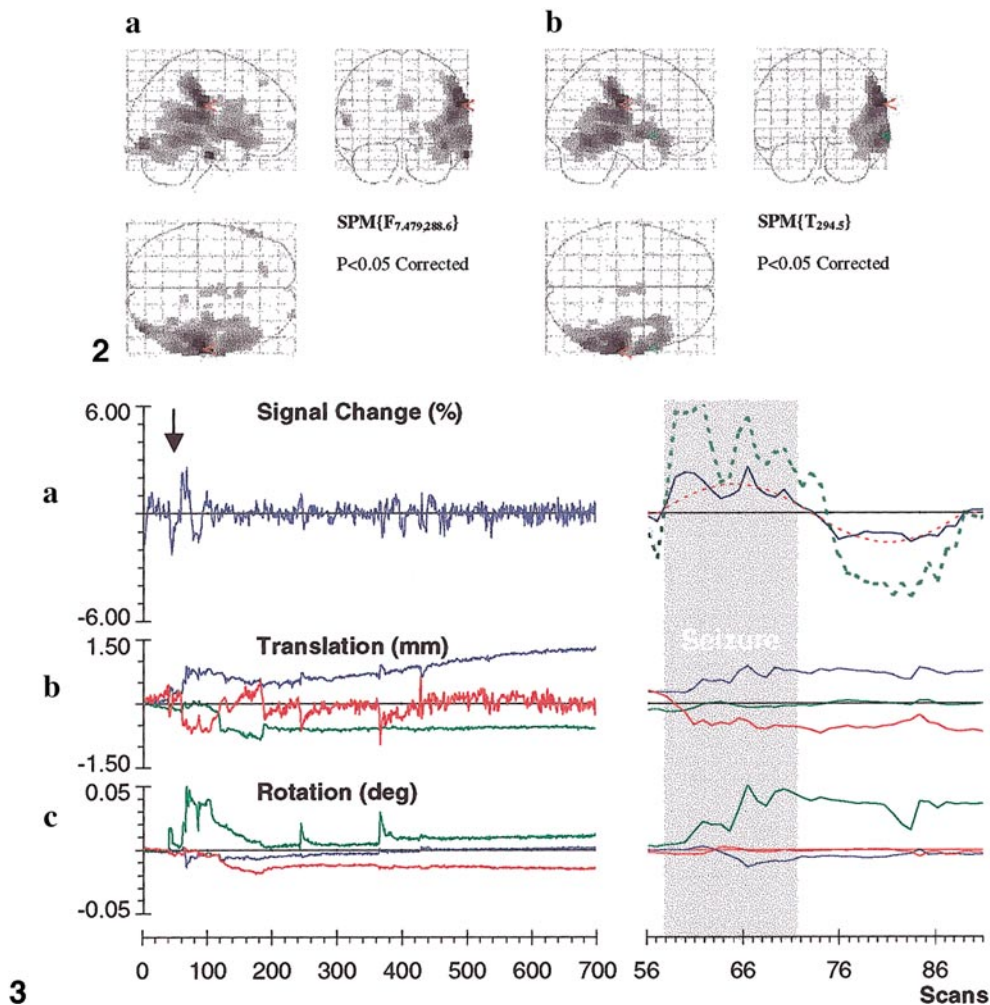 a
b
SPM{F7.479,288.6}
P<0.05 Corrected
SPM{T294.5}
P<0.05 Corrected
2
a
6.00
Signal Change (%)
-6.00
b
1.50
Translation (mm)
-1.50
Seizure
c
0.05
Rotation (deg)
-0.05
0 100 200 300 400 500 600 700
56 66 76 86
Scans
3